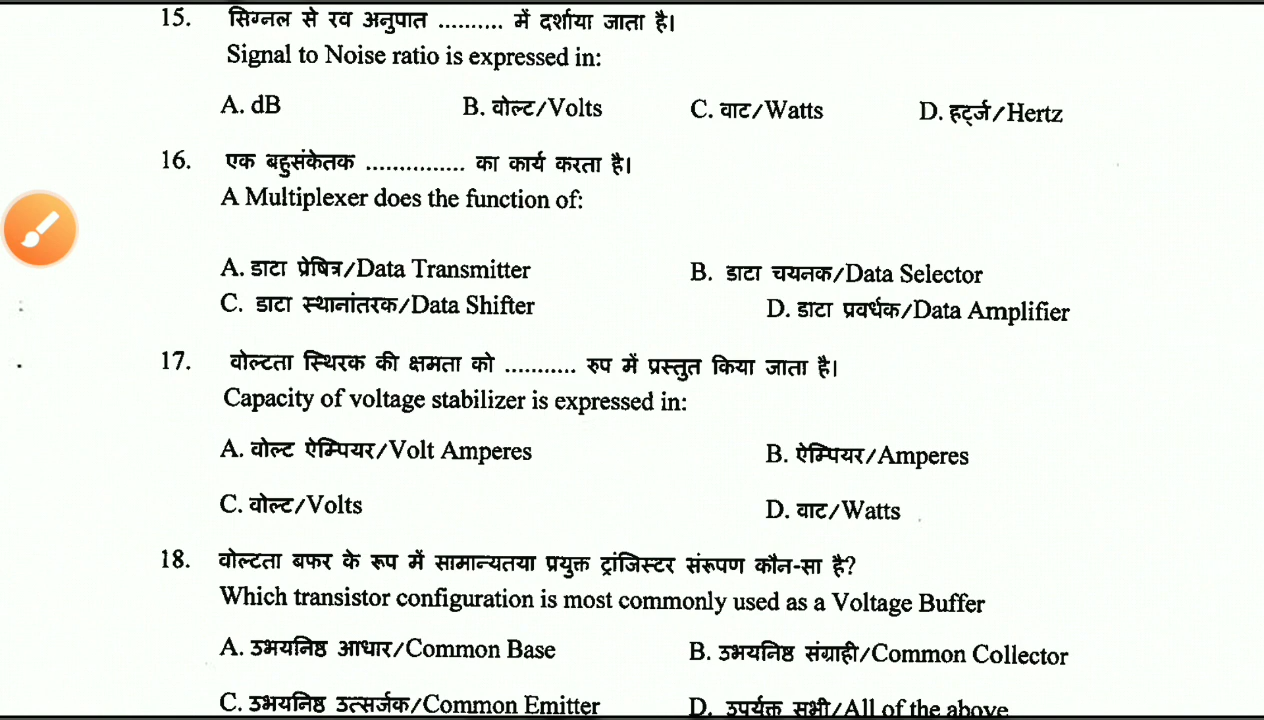 15. सिग्नल से रव अनुपात .......... में दर्शाया जाता है।
Signal to Noise ratio is expressed in:
A. dB B. वोल्ट/Volts C. वाट/Watts D. हर्ट्ज/Hertz
16. एक बहुसंकेतक ............... का कार्य करता है।
A Multiplexer does the function of:
A. डाटा प्रेषित्र/Data Transmitter B. डाटा चयनक/Data Selector
C. डाटा स्थानांतरक/Data Shifter D. डाटा प्रवर्धक/Data Amplifier
17. वोल्टता स्थिरक की क्षमता को ........... रुप में प्रस्तुत किया जाता है।
Capacity of voltage stabilizer is expressed in:
A. वोल्ट ऐम्पियर/Volt Amperes B. ऐम्पियर/Amperes
C. वोल्ट/Volts D. वाट/Watts
18. वोल्टता बफर के रूप में सामान्यतया प्रयुक्त ट्रांजिस्टर संरूपण कौन-सा है?
Which transistor configuration is most commonly used as a Voltage Buffer
A. उभयनिष्ठ आधार/Common Base B. उभयनिष्ठ संग्राही/Common Collector
C. उभयनिष्ठ उत्सर्जक/Common Emitter D. उपर्यक्त सभी/All of the above